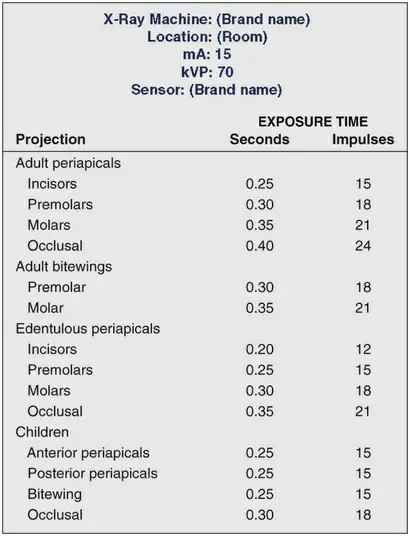 X-Ray Machine: (Brand name)
Location: (Room)
mA: 15
kVP: 70
Sensor: (Brand name)
EXPOSURE TIME
Projection Seconds Impulses
Adult periapicals
Incisors 0.25 15
Premolars 0.30 18
Molars 0.35 21
Occlusal 0.40 24
Adult bitewings
Premolar 0.30 18
Molar 0.35 21
Edentulous periapicals
Incisors 0.20 12
Premolars 0.25 15
Molars 0.30 18
Occlusal 0.35 21
Children
Anterior periapicals 0.25 15
Posterior periapicals 0.25 15
Bitewing 0.25 15
Occlusal 0.30 18